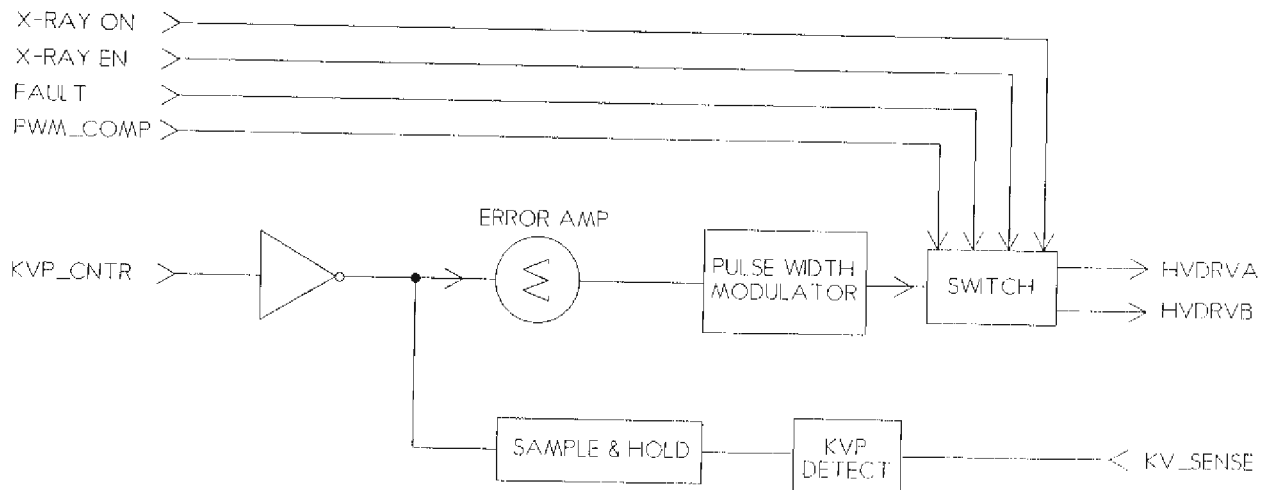 X-RAY ON
X-RAY EN
FAULT
PWM_COMP
ERROR AMP
KVP_CNTR
PULSE WIDTH
MODULATOR
SWITCH
HVDRVA
HVDRVB
SAMPLE & HOLD
KVP
DETECT
KV_SENSE